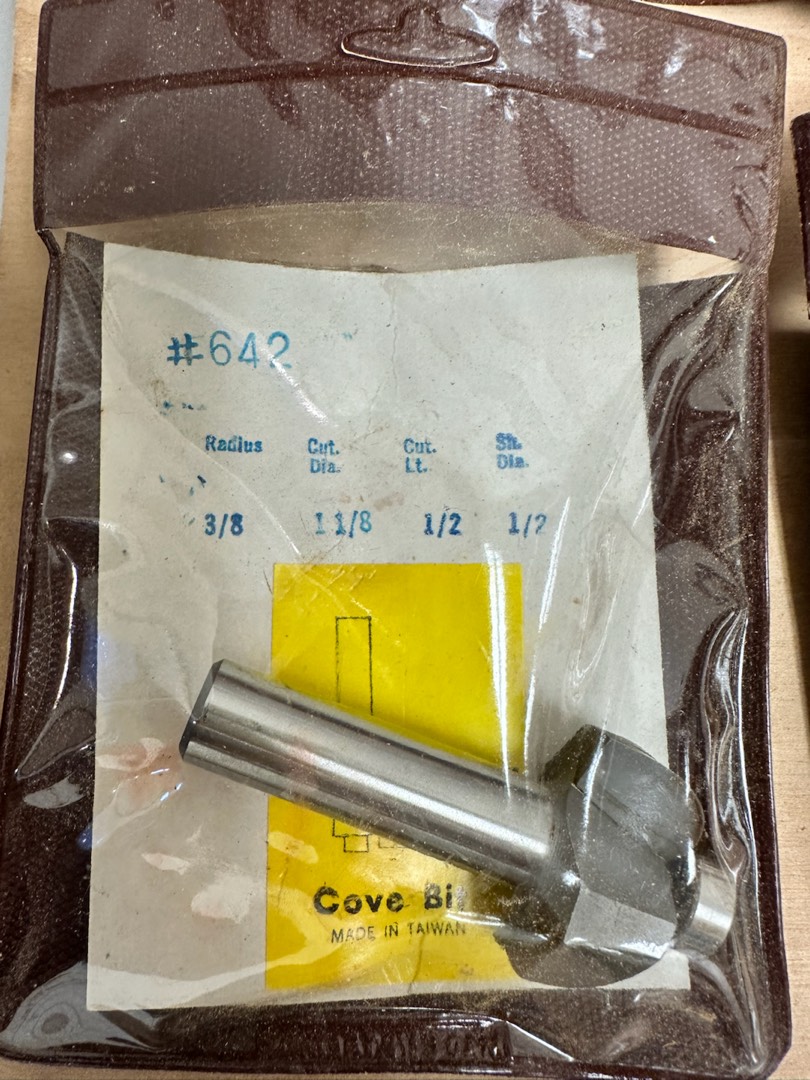 #642
Radius Cut. Cut. Sh.
Dia. Lt. Dia.
3/8 1 1/8 1/2 1/2
Cove Bit
MADE IN TAIWAN